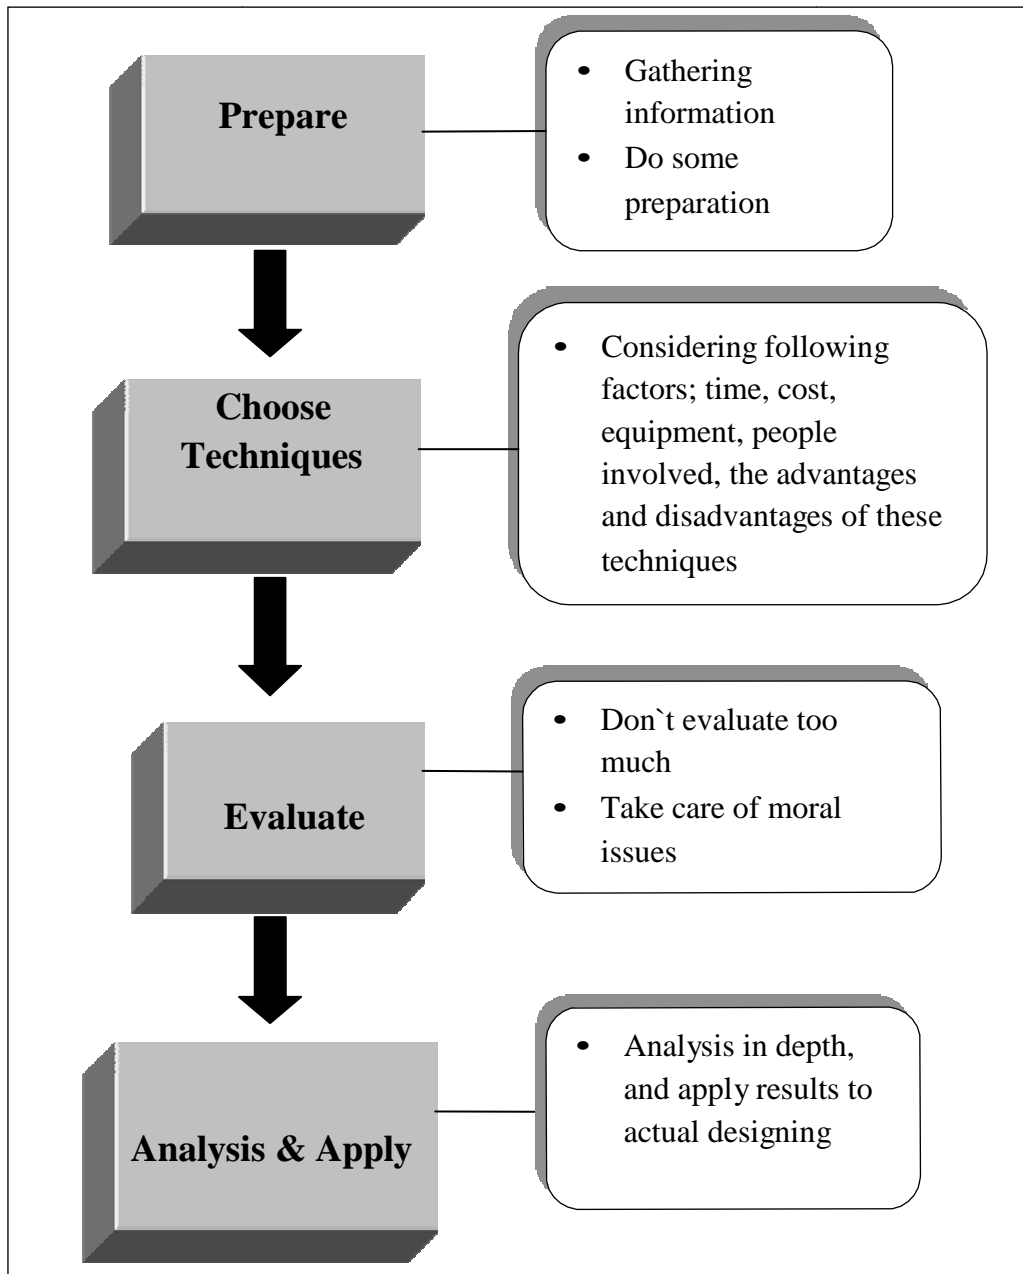 Prepare
• Gathering
information
• Do some
preparation
Choose
Techniques
• Considering following
factors; time, cost,
equipment, people
involved, the advantages
and disadvantages of these
techniques
Evaluate
• Don`t evaluate too
much
• Take care of moral
issues
Analysis & Apply
• Analysis in depth,
and apply results to
actual designing